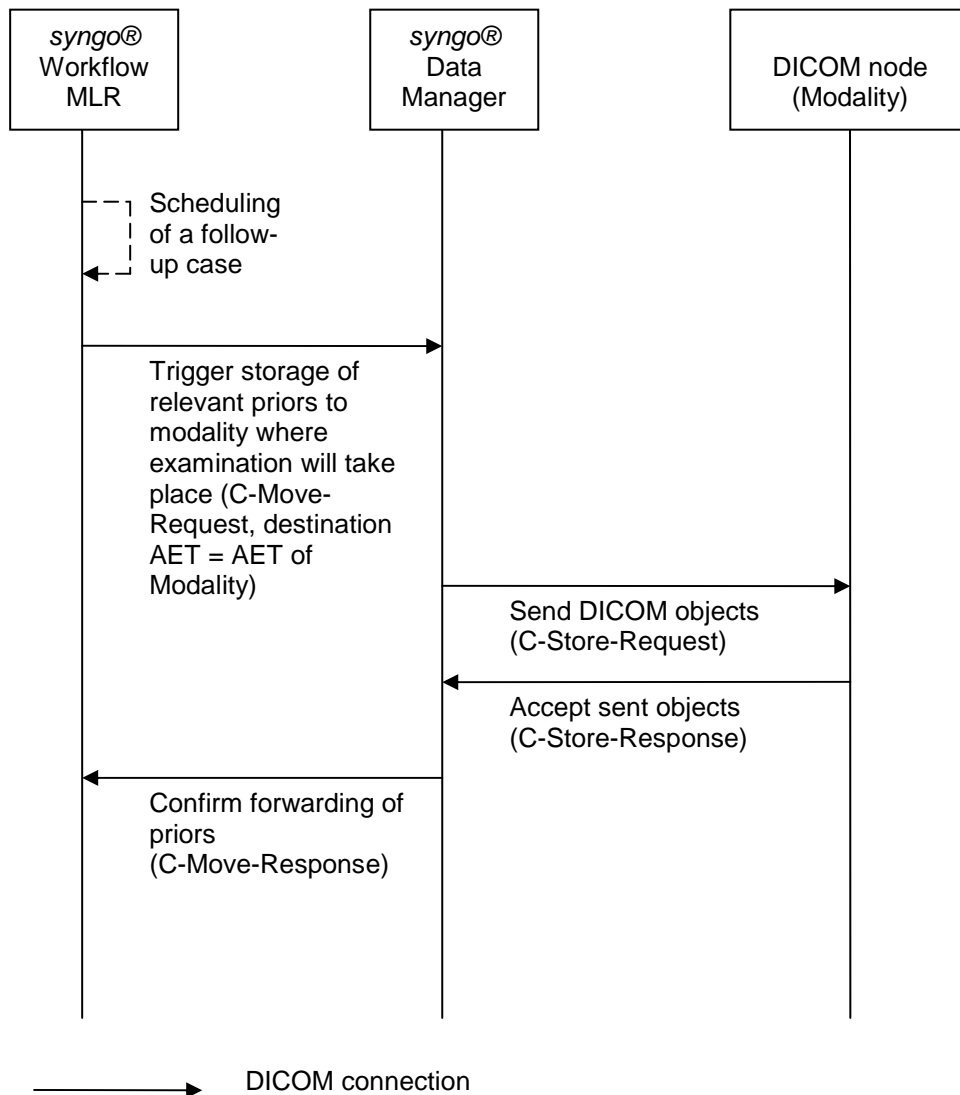 syngo®
Workflow
MLR
syngo®
Data
Manager
DICOM node
(Modality)
Scheduling
of a follow-
up case
Trigger storage of
relevant priors to
modality where
examination will take
place (C-Move-
Request, destination
AET = AET of
Modality)
Send DICOM objects
(C-Store-Request)
Accept sent objects
(C-Store-Response)
Confirm forwarding of
priors
(C-Move-Response)
DICOM connection